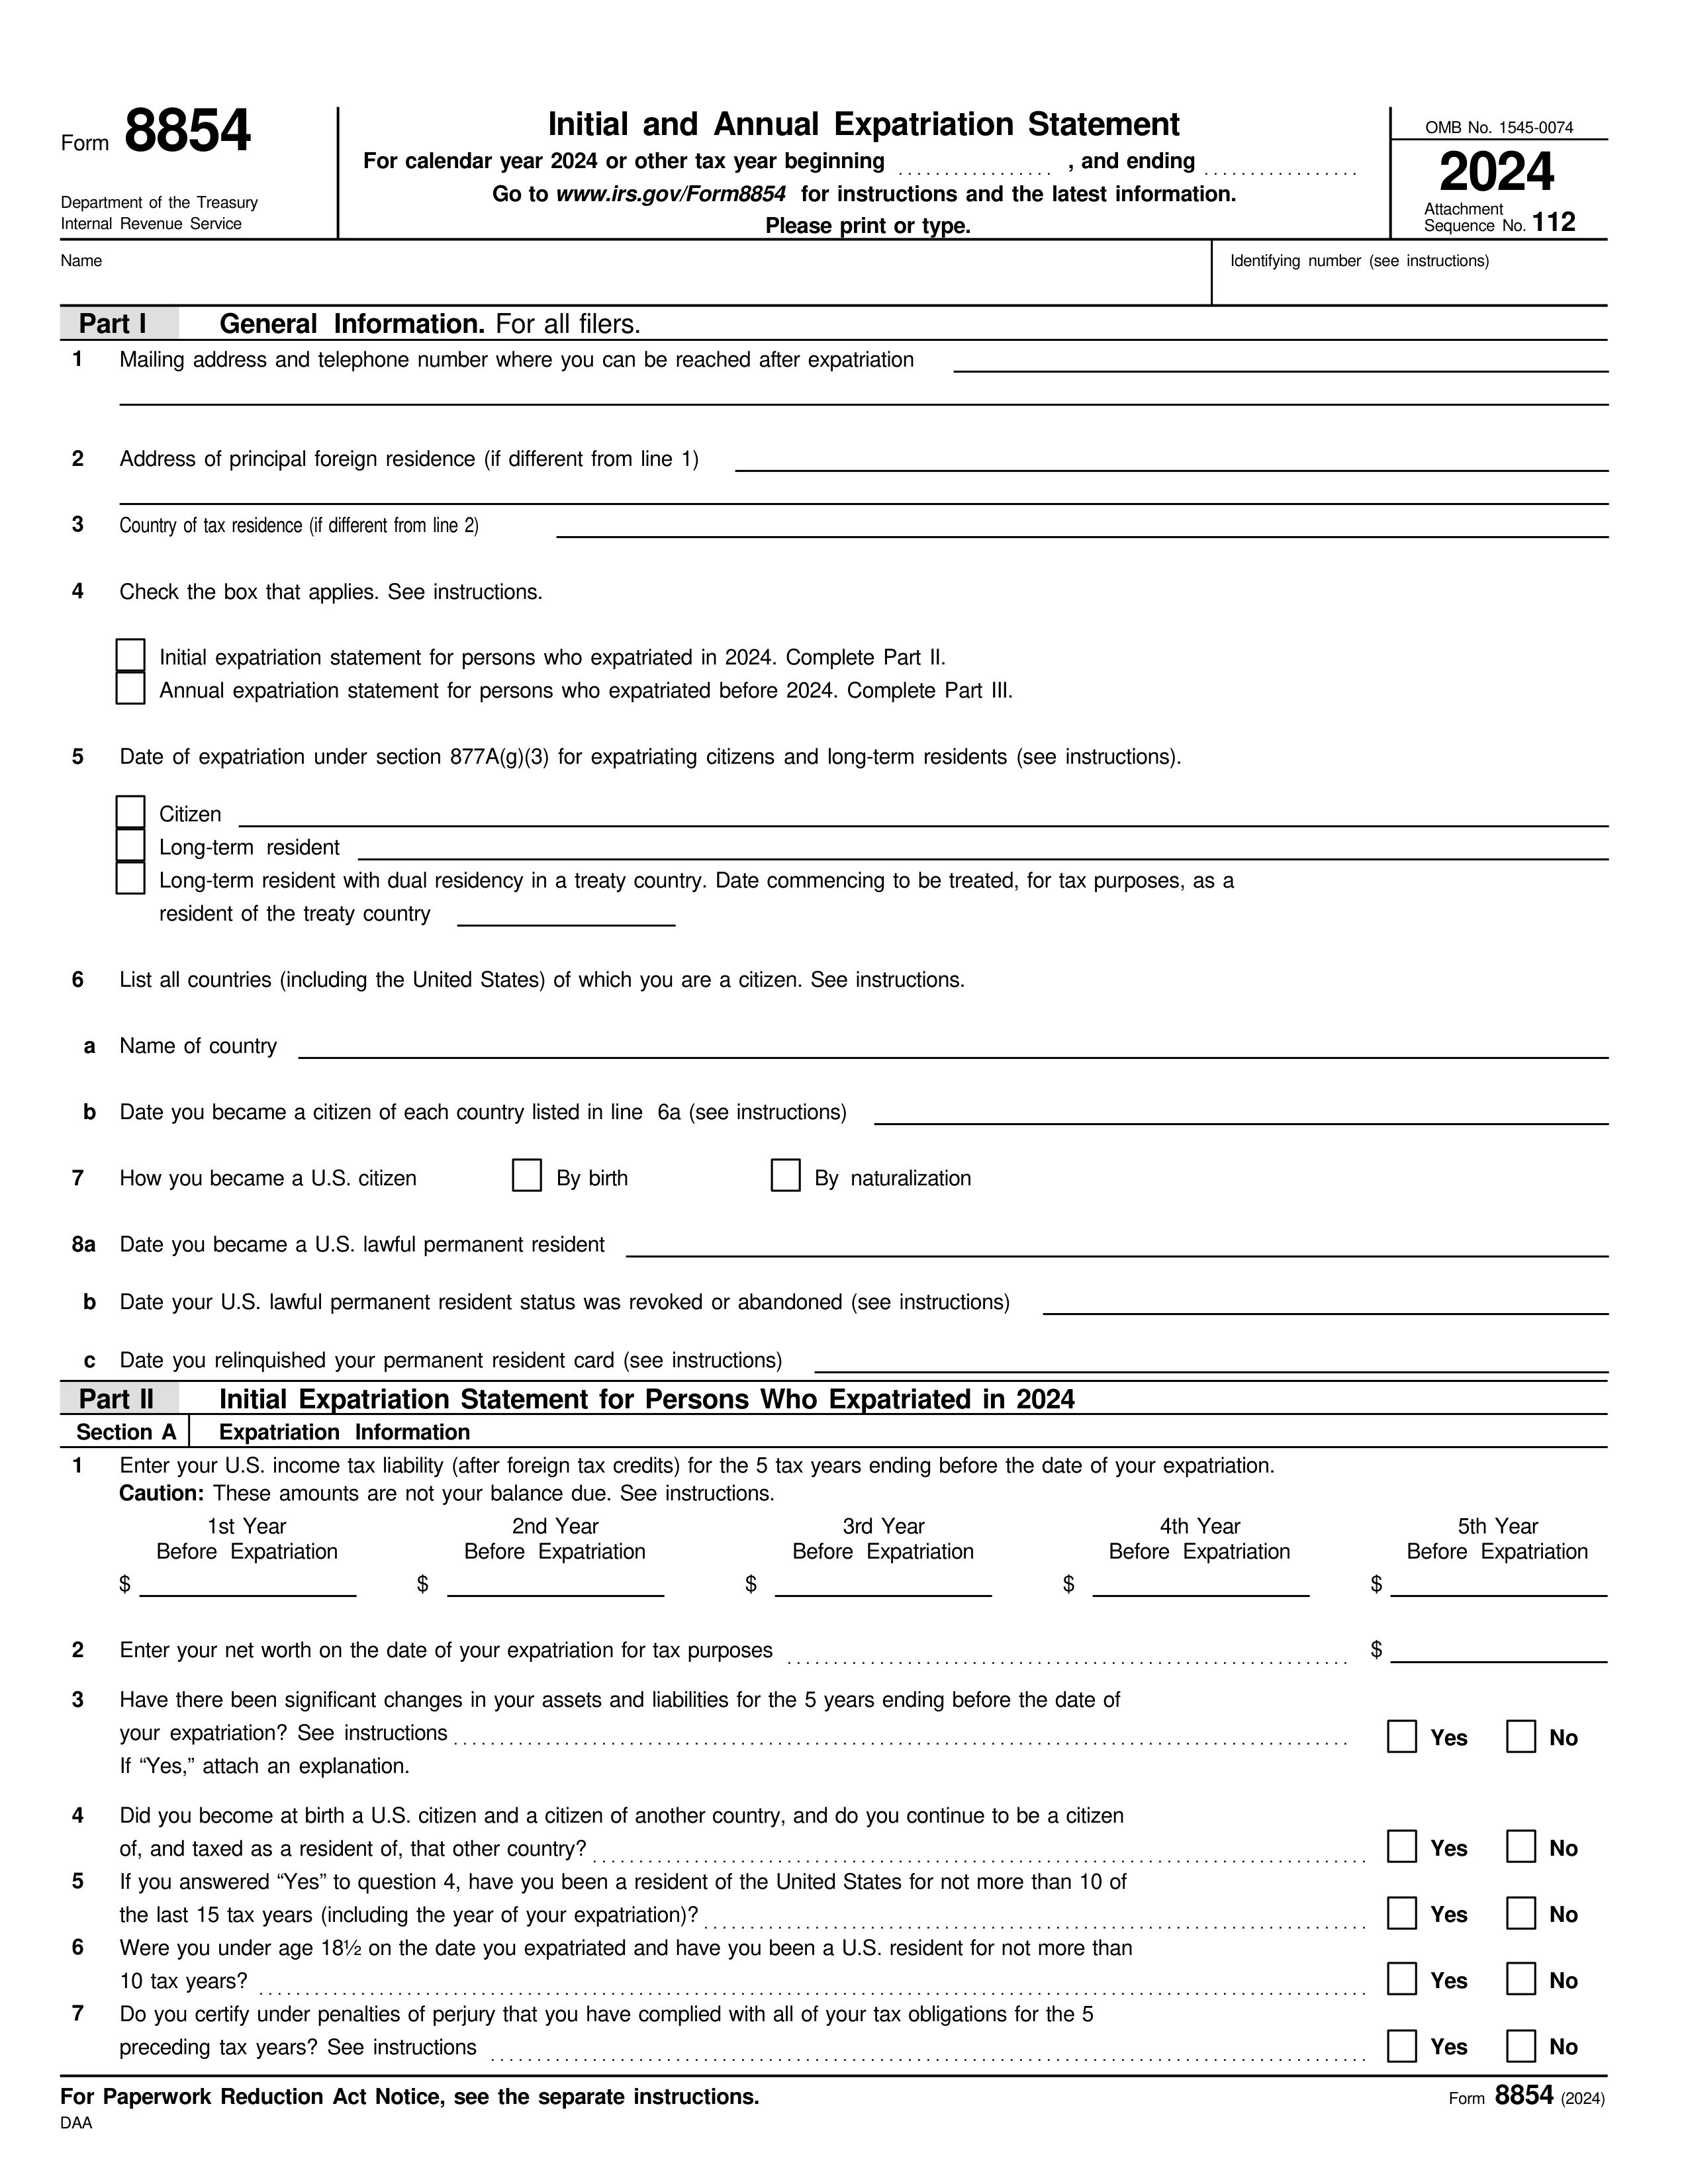 Form 8854
Department of the Treasury
Internal Revenue Service
Initial and Annual Expatriation Statement
For calendar year 2024 or other tax year beginning , and ending
Go to www.irs.gov/Form8854 for instructions and the latest information.
Please print or type.
OMB No. 1545-0074
2024
Attachment
Sequence No. 112
Name
Identifying number (see instructions)
Part I General Information. For all filers.
1 Mailing address and telephone number where you can be reached after expatriation
2 Address of principal foreign residence (if different from line 1)
3 Country of tax residence (if different from line 2)
4 Check the box that applies. See instructions.
Initial expatriation statement for persons who expatriated in 2024. Complete Part II.
Annual expatriation statement for persons who expatriated before 2024. Complete Part III.
5 Date of expatriation under section 877A(g)(3) for expatriating citizens and long-term residents (see instructions).
Citizen
Long-term resident
Long-term resident with dual residency in a treaty country. Date commencing to be treated, for tax purposes, as a
resident of the treaty country
6 List all countries (including the United States) of which you are a citizen. See instructions.
a Name of country
b Date you became a citizen of each country listed in line 6a (see instructions)
7 How you became a U.S. citizen By birth By naturalization
8a Date you became a U.S. lawful permanent resident
b Date your U.S. lawful permanent resident status was revoked or abandoned (see instructions)
c Date you relinquished your permanent resident card (see instructions)
Part II Initial Expatriation Statement for Persons Who Expatriated in 2024
Section A Expatriation Information
1 Enter your U.S. income tax liability (after foreign tax credits) for the 5 tax years ending before the date of your expatriation.
Caution: These amounts are not your balance due. See instructions.
1st Year 2nd Year 3rd Year 4th Year 5th Year
Before Expatriation Before Expatriation Before Expatriation Before Expatriation Before Expatriation
$ $ $ $ $
2 Enter your net worth on the date of your expatriation for tax purposes $
3 Have there been significant changes in your assets and liabilities for the 5 years ending before the date of
your expatriation? See instructions Yes No
If “Yes,” attach an explanation.
4 Did you become at birth a U.S. citizen and a citizen of another country, and do you continue to be a citizen
of, and taxed as a resident of, that other country? Yes No
5 If you answered “Yes” to question 4, have you been a resident of the United States for not more than 10 of
the last 15 tax years (including the year of your expatriation)? Yes No
6 Were you under age 18½ on the date you expatriated and have you been a U.S. resident for not more than
10 tax years? Yes No
7 Do you certify under penalties of perjury that you have complied with all of your tax obligations for the 5
preceding tax years? See instructions Yes No
For Paperwork Reduction Act Notice, see the separate instructions. Form 8854 (2024)
DAA